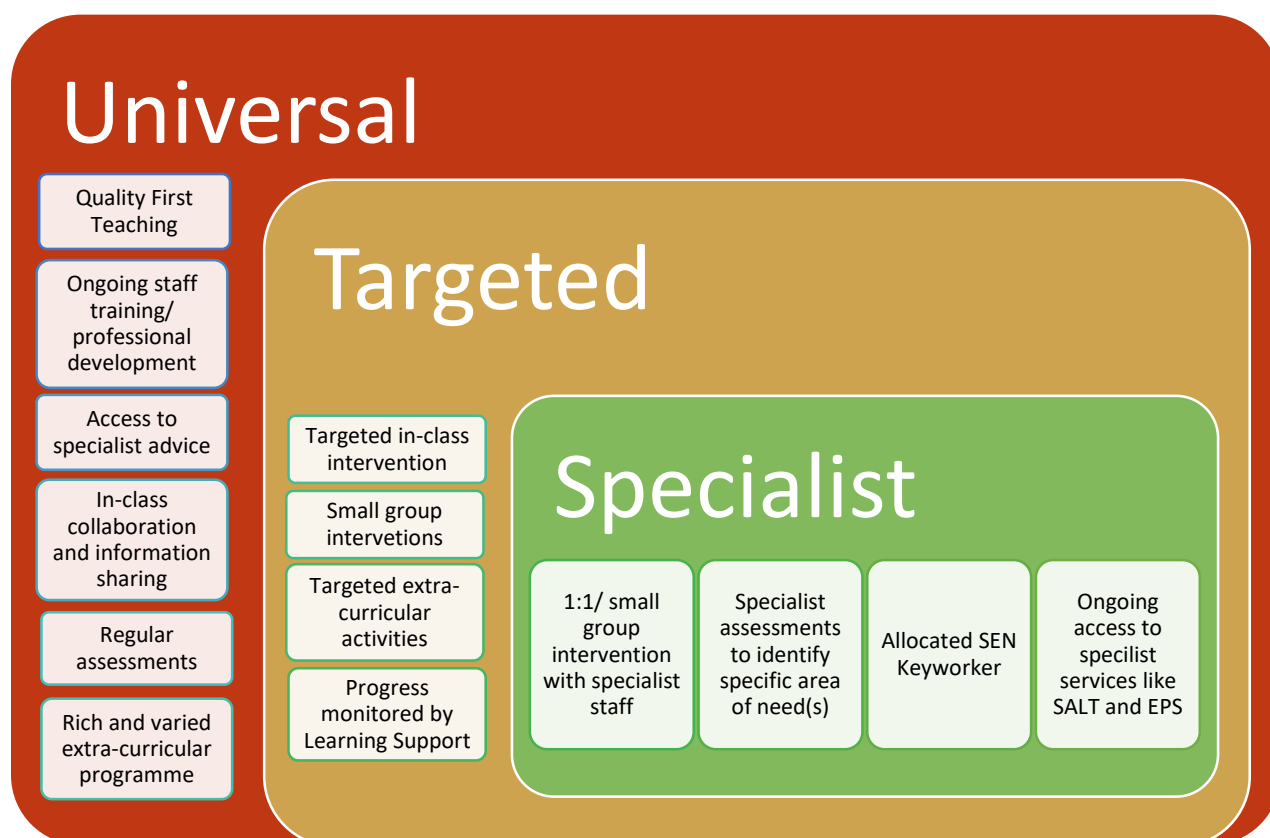 Universal
Quality First
Teaching
Ongoing staff
training/
professional
development
Access to
specialist advice
In-class
collaboration
and information
sharing
Regular
assessments
Rich and varied
extra-curricular
programme
Targeted
Targeted in-class
intervention
Small group
intervetions
Targeted extra-
curricular
activities
Progress
monitored by
Learning Support
Specialist
1:1/ small
group
intervention
with specialist
staff
Specialist
assessments
to identify
specific area
of need(s)
Allocated SEN
Keyworker
Ongoing
access to
specilist
services like
SALT and EPS